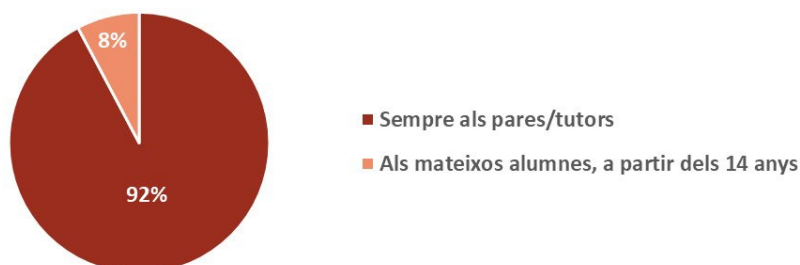 8%
92%
Sempre als pares/tutors
Als mateixos alumnes, a partir dels 14 anys